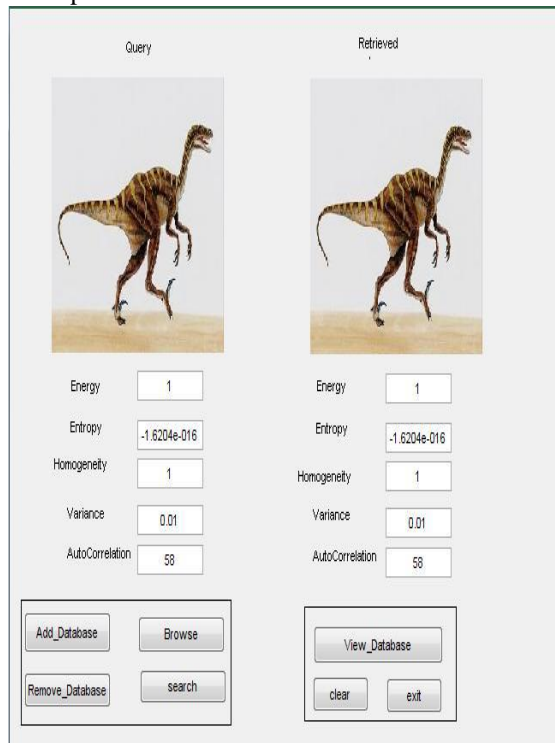 Query
Retrieved
Energy 1
Entropy -1.6204e-016
Homogeneity 1
Variance 0.01
AutoCorrelation 58
Energy 1
Entropy -1.6204e-016
Homogeneity 1
Variance 0.01
AutoCorrelation 58
Add_Database Browse
Remove_Database search
View_Database
clear exit